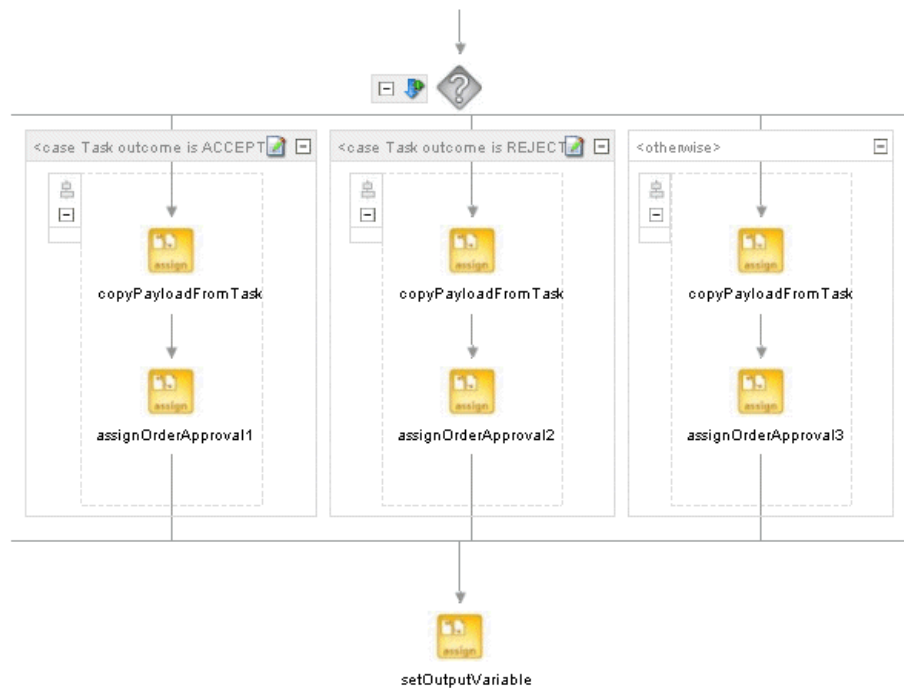 ?
<case Task outcome is ACCEPT
<case Task outcome is REJECT
<otherwise>
assign
assign
assign
copyPayloadFromTask
copyPayloadFromTask
copyPayloadFromTask
assign
assign
assign
assignOrderApproval1
assignOrderApproval2
assignOrderApproval3
assign
setOutputVariable